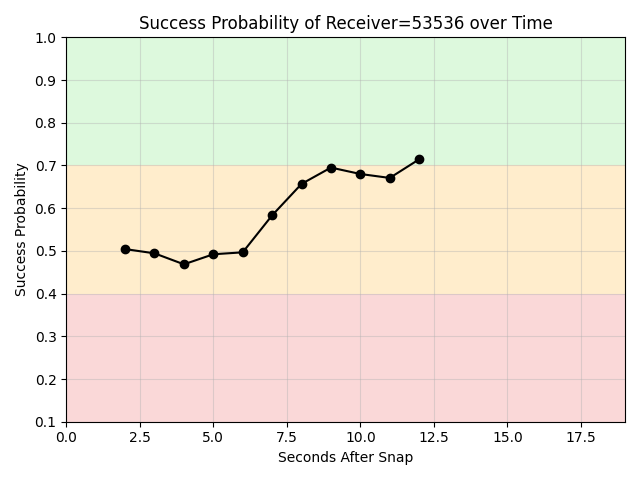 Success Probability of Receiver=53536 over Time
1.0
0.9
0.8
0.7
0.6
0.5
0.4
0.3
0.2
0.1
Success Probability
0.0 2.5 5.0 7.5 10.0 12.5 15.0 17.5
Seconds After Snap